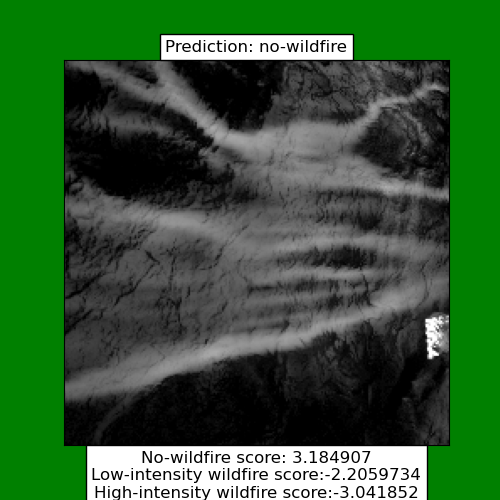 Prediction: no-wildfire
No-wildfire score: 3.184907
Low-intensity wildfire score:-2.2059734
High-intensity wildfire score:-3.041852